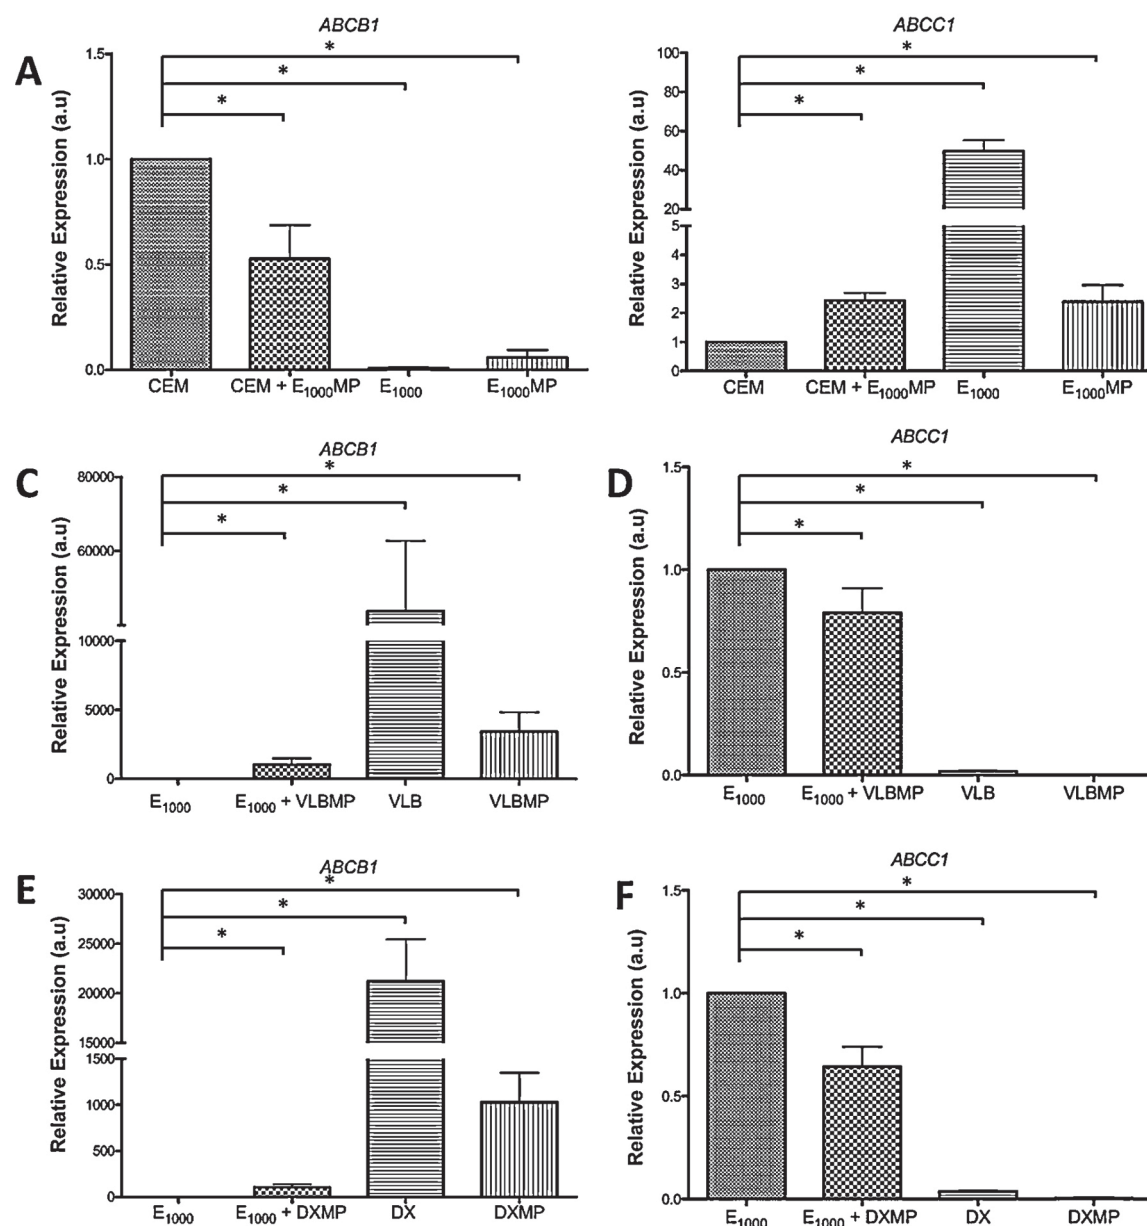 A
ABCB1
Relative Expression (a.u)
1.5
1.0
0.5
0.0
*
*
*
CEM
CEM + E1000MP
E1000
E1000MP
ABCC1
Relative Expression (a.u)
100
80
60
40
20
5
4
3
2
1
0
*
*
*
CEM
CEM + E1000MP
E1000
E1000MP
C
ABCB1
Relative Expression (a.u)
80000
60000
10000
5000
0
*
*
*
E1000
E1000 + VLBMP
VLB
VLBMP
D
ABCC1
Relative Expression (a.u)
1.5
1.0
0.5
0.0
*
*
*
E1000
E1000 + VLBMP
VLB
VLBMP
E
ABCB1
Relative Expression (a.u)
30000
25000
20000
15000
1500
1000
500
0
*
*
*
E1000
E1000 + DXMP
DX
DXMP
F
ABCC1
Relative Expression (a.u)
1.5
1.0
0.5
0.0
*
*
*
E1000
E1000 + DXMP
DX
DXMP